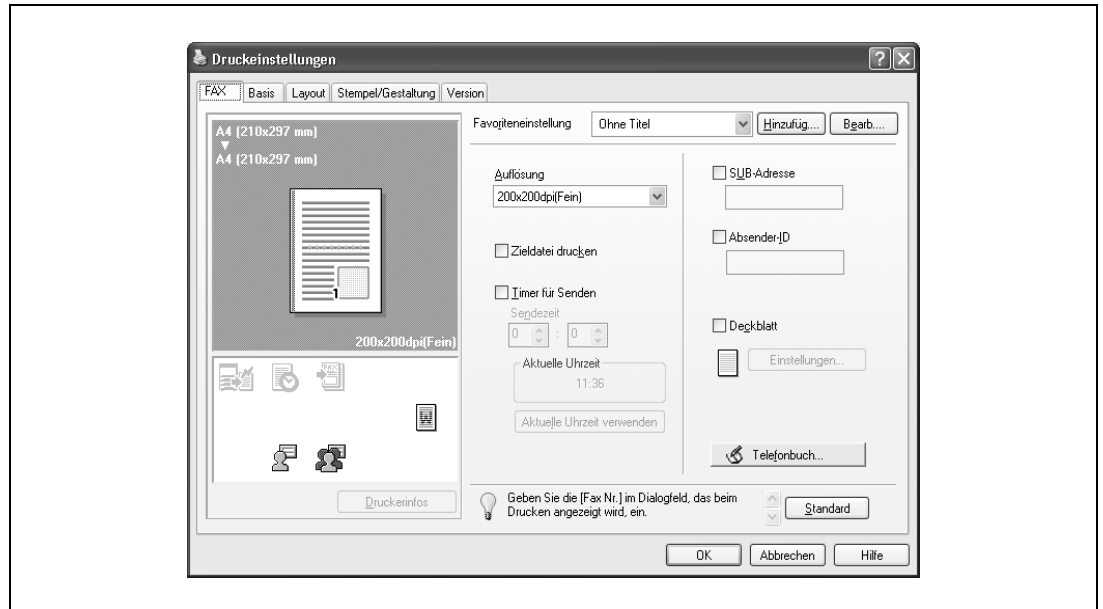 Druckeinstellungen
FAX Basis Layout Stempel/Gestaltung Version
A4 (210x297 mm)
A4 (210x297 mm)
1
200x200dpi(Fein)
FAX
Druckerinfos
Favoriteneinstellung Ohne Titel Hinzufüg.... Bearb....
Auflösung
200x200dpi(Fein)
Zieldatei drucken
Timer für Senden
Sendezeit
0 : 0
Aktuelle Uhrzeit
11:36
Aktuelle Uhrzeit verwenden
SUB-Adresse
Absender-ID
Deckblatt
Einstellungen...
Telefonbuch...
Geben Sie die [Fax Nr.] im Dialogfeld, das beim
Drucken angezeigt wird, ein.
Standard
OK Abbrechen Hilfe